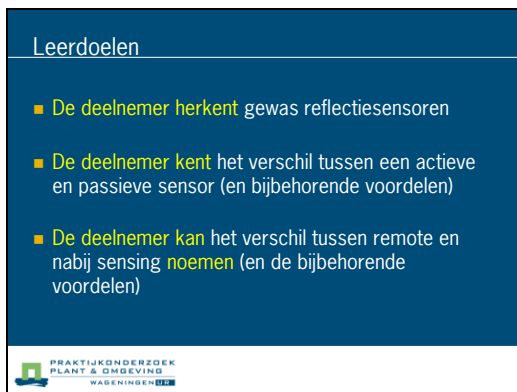 Leerdoelen
De deelnemer herkent gewas reflectiesensoren
De deelnemer kent het verschil tussen een actieve
en passieve sensor (en bijbehorende voordelen)
De deelnemer kan het verschil tussen remote en
nabij sensing noemen (en de bijbehorende
voordelen)
PRAKTIJKONDERZOEK
PLANT & OMGEVING
WAGENINGEN UR